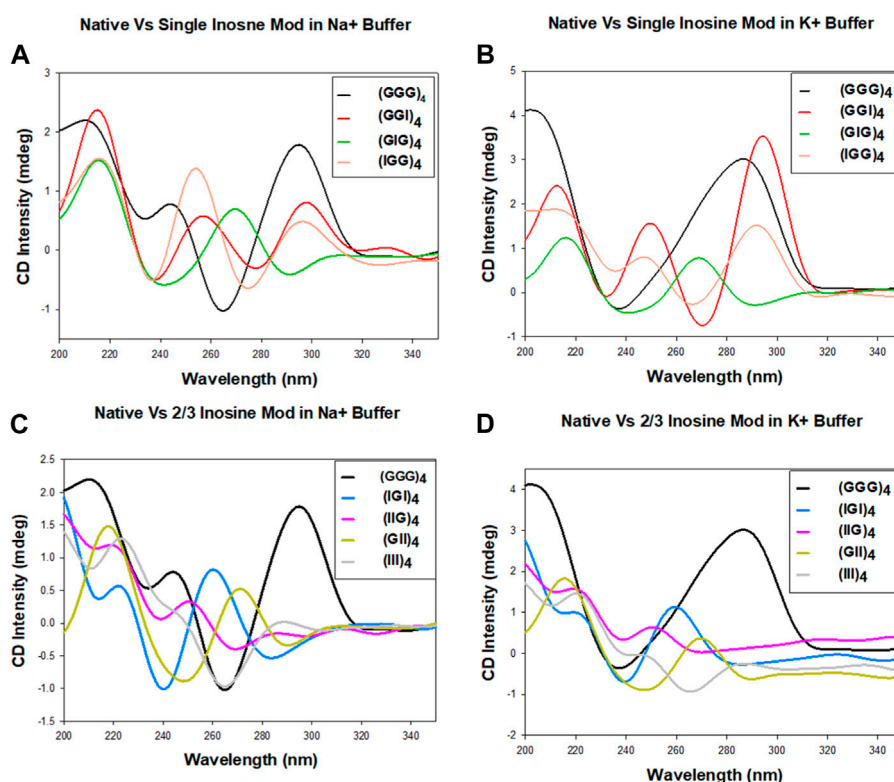 Native Vs Single Inosne Mod in Na+ Buffer
A
3
2
1
0
-1
CD Intensity (mdeg)
(GGG)4
(GGI)4
(GIG)4
(IGG)4
200 220 240 260 280 300 320 340
Wavelength (nm)
Native Vs Single Inosine Mod in K+ Buffer
B
5
4
3
2
1
0
-1
CD Intensity (mdeg)
(GGG)4
(GGI)4
(GIG)4
(IGG)4
200 220 240 260 280 300 320 340
Wavelength (nm)
Native Vs 2/3 Inosine Mod in Na+ Buffer
C
2.5
2.0
1.5
1.0
0.5
0.0
-0.5
-1.0
-1.5
CD Intensity (mdeg)
(GGG)4
(IGI)4
(IIG)4
(GII)4
(III)4
200 220 240 260 280 300 320 340
Wavelength (nm)
Native Vs 2/3 Inosine Mod in K+ Buffer
D
4
3
2
1
0
-1
-2
CD Intensity (mdeg)
(GGG)4
(IGI)4
(IIG)4
(GII)4
(III)4
200 220 240 260 280 300 320 340
Wavelength (nm)